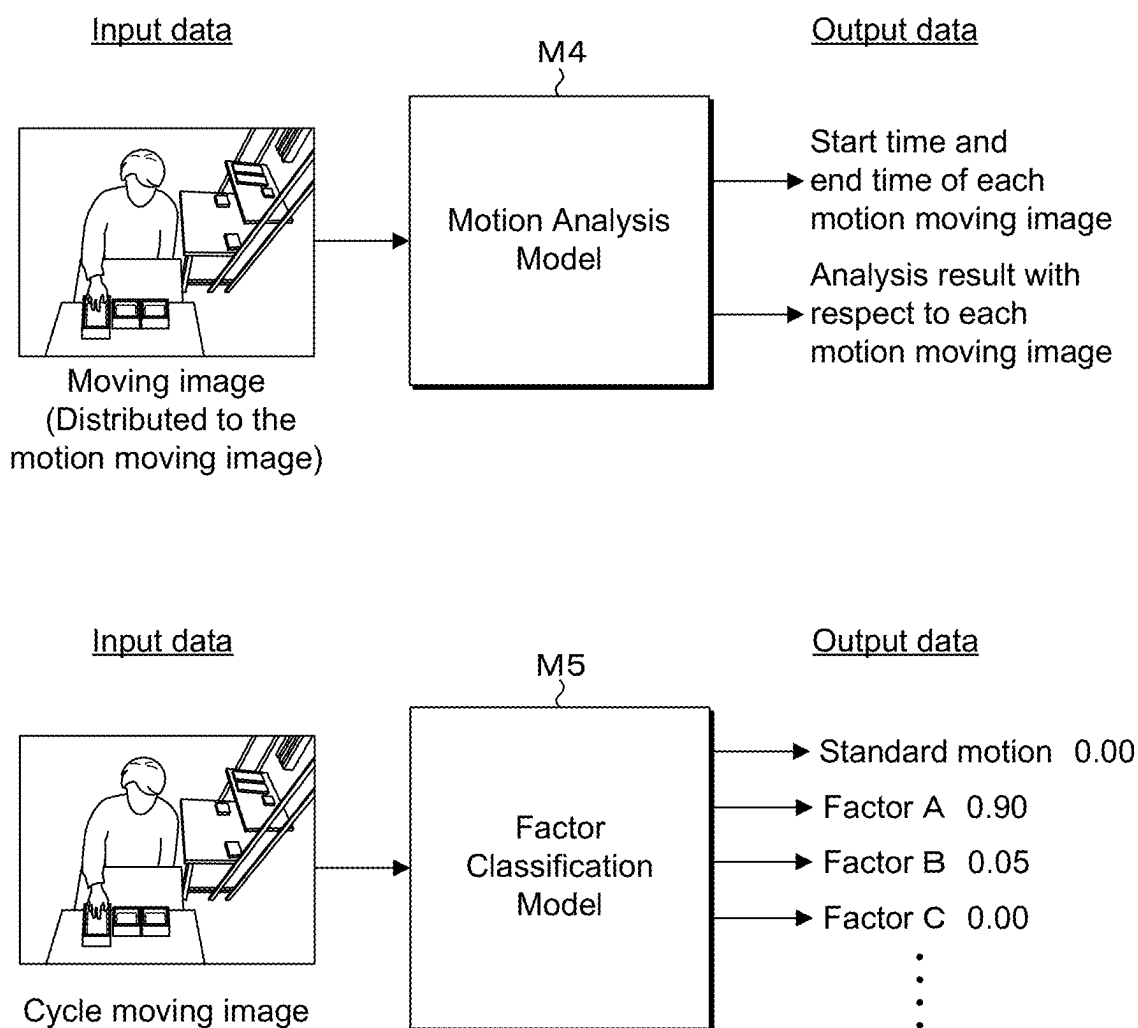 Input data
Output data
M4
Motion Analysis
Model
Start time and
end time of each
motion moving image
Analysis result with
respect to each
motion moving image
Moving image
(Distributed to the
motion moving image)
Input data
Output data
M5
Factor
Classification
Model
Standard motion 0.00
Factor A 0.90
Factor B 0.05
Factor C 0.00
Cycle moving image